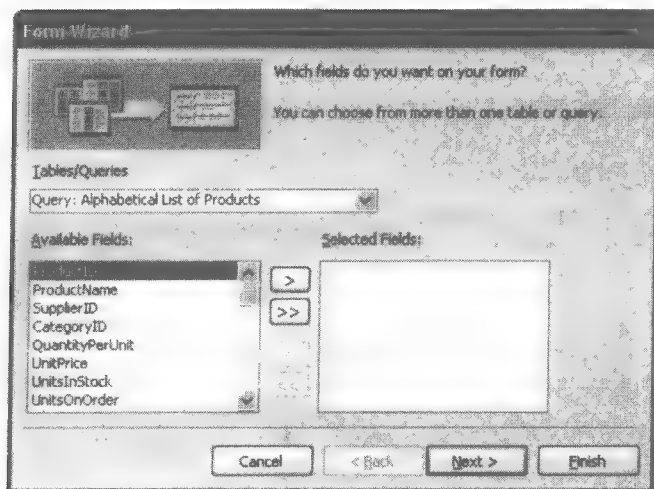 Form Wizard
Which fields do you want on your form?
You can choose from more than one table or query.
Tables/Queries
Query: Alphabetical List of Products
Available Fields:
Selected Fields:
ProductID
ProductName
SupplierID
CategoryID
QuantityPerUnit
UnitPrice
UnitsInStock
UnitsOnOrder
>
>>
Cancel
< Back
Next >
Finish